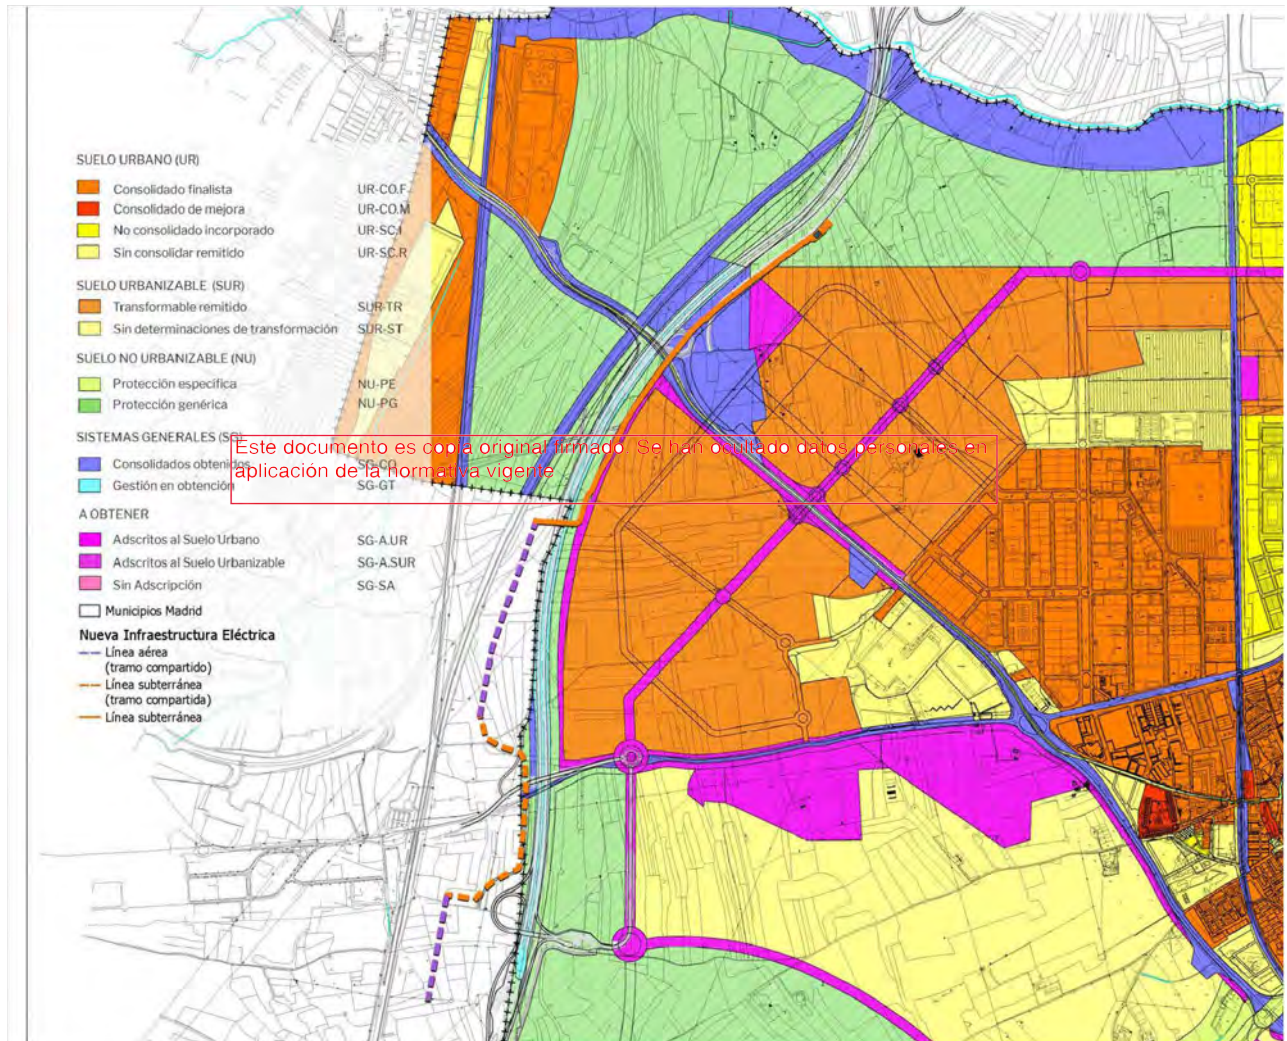 SUELO URBANO (UR)
Consolidado finalista UR-CO.F
Consolidado de mejora UR-CO.M
No consolidado incorporado UR-SC.I
Sin consolidar remitido UR-SC.R
SUELO URBANIZABLE (SUR)
Transformable remitido SUR-TR
Sin determinaciones de transformación SUR-ST
SUELO NO URBANIZABLE (NU)
Protección específica NU-PE
Protección genérica NU-PG
SISTEMAS GENERALES (SG)
Este documento es copia original firmado. Se han ocultado datos personales en
aplicación de la normativa vigente
Consolidados obtenidos SG-CO
Gestión en obtención SG-GT
A OBTENER
Adscritos al Suelo Urbano SG-A.UR
Adscritos al Suelo Urbanizable SG-A.SUR
Sin Adscripción SG-SA
Municipios Madrid
Nueva Infraestructura Eléctrica
Línea aérea
(tramo compartido)
Línea subterránea
(tramo compartida)
Línea subterránea